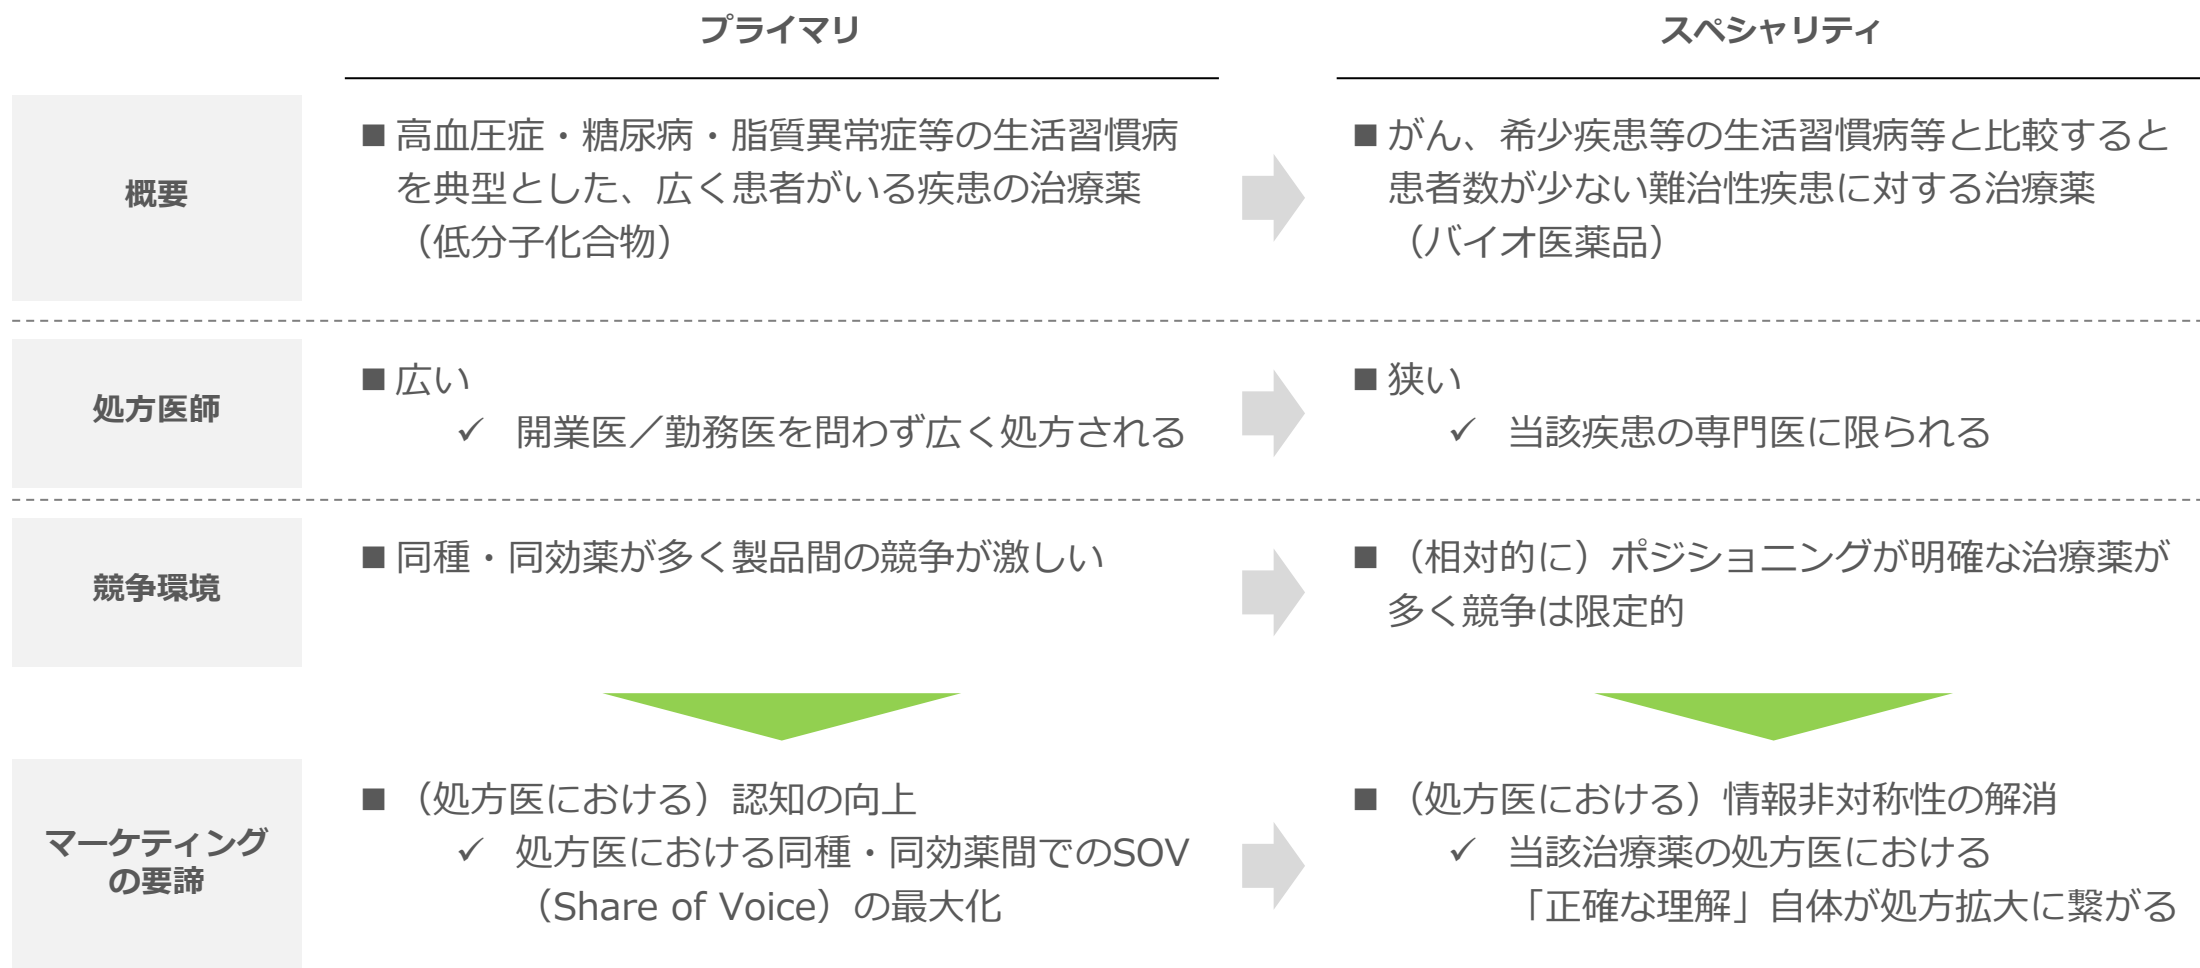 プライマリ
スペシャリティ
概要
■高血圧症・糖尿病・脂質異常症等の生活習慣病
を典型とした、広く患者がいる疾患の治療薬
（低分子化合物）
■がん、希少疾患等の生活習慣病等と比較すると
患者数が少ない難治性疾患に対する治療薬
（バイオ医薬品）
処方医師
■広い
✓ 開業医／勤務医を問わず広く処方される
■狭い
✓ 当該疾患の専門医に限られる
競争環境
■同種・同効薬が多く製品間の競争が激しい
■（相対的に）ポジショニングが明確な治療薬が
多く競争は限定的
マーケティング
の要諦
■（処方医における）認知の向上
✓ 処方医における同種・同効薬間でのSOV
（Share of Voice）の最大化
■（処方医における）情報非対称性の解消
✓ 当該治療薬の処方医における
「正確な理解」自体が処方拡大に繋がる